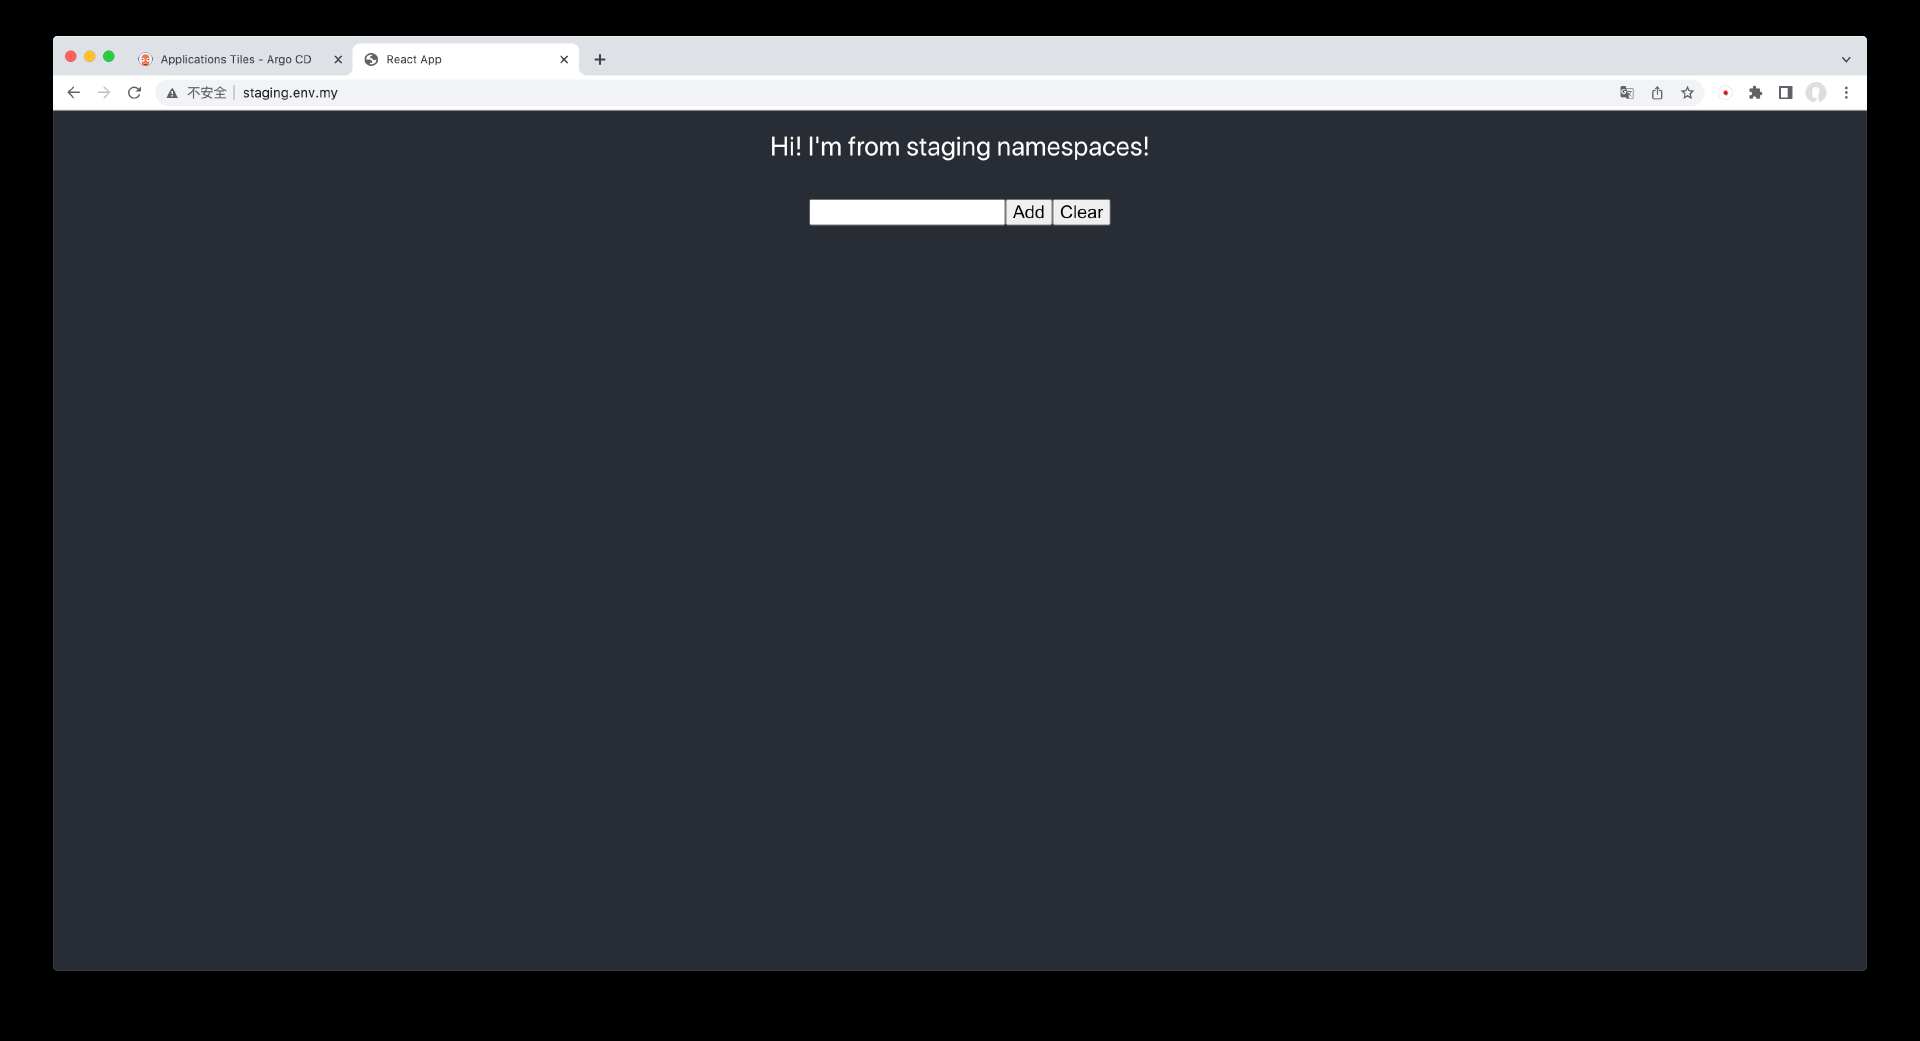 Applications Tiles - Argo CD
React App
不安全
staging.env.my
Hi! I'm from staging namespaces!
Add Clear